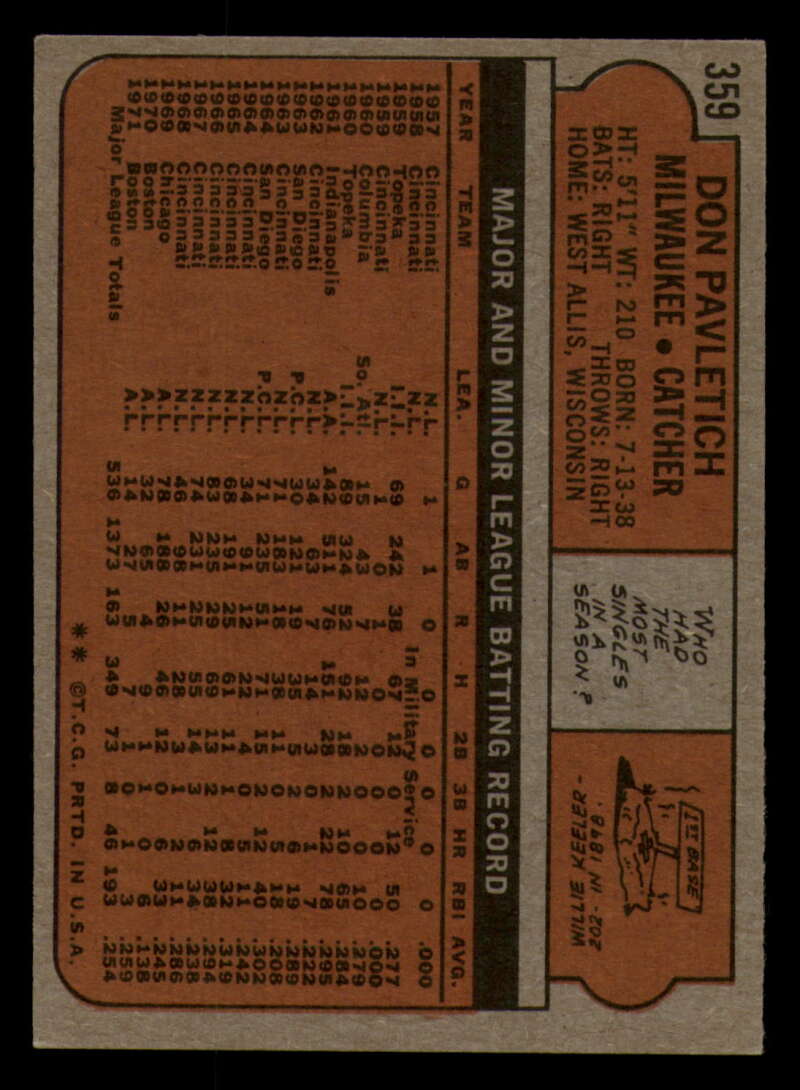 359
DON PAVLETICH
MILWAUKEE • CATCHER
HT: 5'11" WT: 210 BORN: 7-13-38
BATS: RIGHT THROWS: RIGHT
HOME: WEST ALLIS, WISCONSIN
WHO
HAD
THE
MOST
SINGLES
IN A
SEASON?
1ST BASE
202 - IN 1898.
WILLIE KEELER -
MAJOR AND MINOR LEAGUE BATTING RECORD
YEAR TEAM LEA. G AB R H 2B 3B HR RBI AVG.
1957 Cincinnati N.L. 1 1 0 0 0 0 0 0 .000
1958 Cincinnati N.L. In Military Service
1959 Topeka I.I.I. 69 242 38 67 12 0 12 50 .277
1959 Cincinnati N.L. 1 0 1 0 0 0 0 0 .000
1960 Columbia So. Atl. 15 43 7 12 2 0 0 10 .279
1960 Topeka I.I.I. 89 324 52 92 18 2 10 65 .284
1961 Indianapolis A.A. 142 511 76 151 28 2 22 78 .295
1962 Cincinnati N.L. 34 63 7 14 3 0 1 7 .222
1963 San Diego P.C.L. 30 121 19 35 5 2 6 19 .289
1963 Cincinnati N.L. 71 183 18 38 11 0 5 18 .208
1964 San Diego P.C.L. 71 235 51 71 15 2 12 40 .302
1964 Cincinnati N.L. 34 91 12 22 4 0 5 11 .242
1965 Cincinnati N.L. 68 191 25 61 11 1 8 32 .319
1966 Cincinnati N.L. 83 235 29 69 13 2 12 38 .294
1967 Cincinnati N.L. 74 231 25 55 14 3 6 34 .238
1968 Cincinnati N.L. 46 98 11 28 3 1 2 11 .286
1969 Chicago A.L. 78 188 26 46 12 0 6 33 .245
1970 Boston A.L. 32 65 4 9 1 1 0 6 .138
1971 Boston A.L. 14 27 5 7 1 0 1 3 .259
Major League Totals 536 1373 163 349 73 8 46 193 .254
** ©T.C.G. PRTD. IN U.S.A.